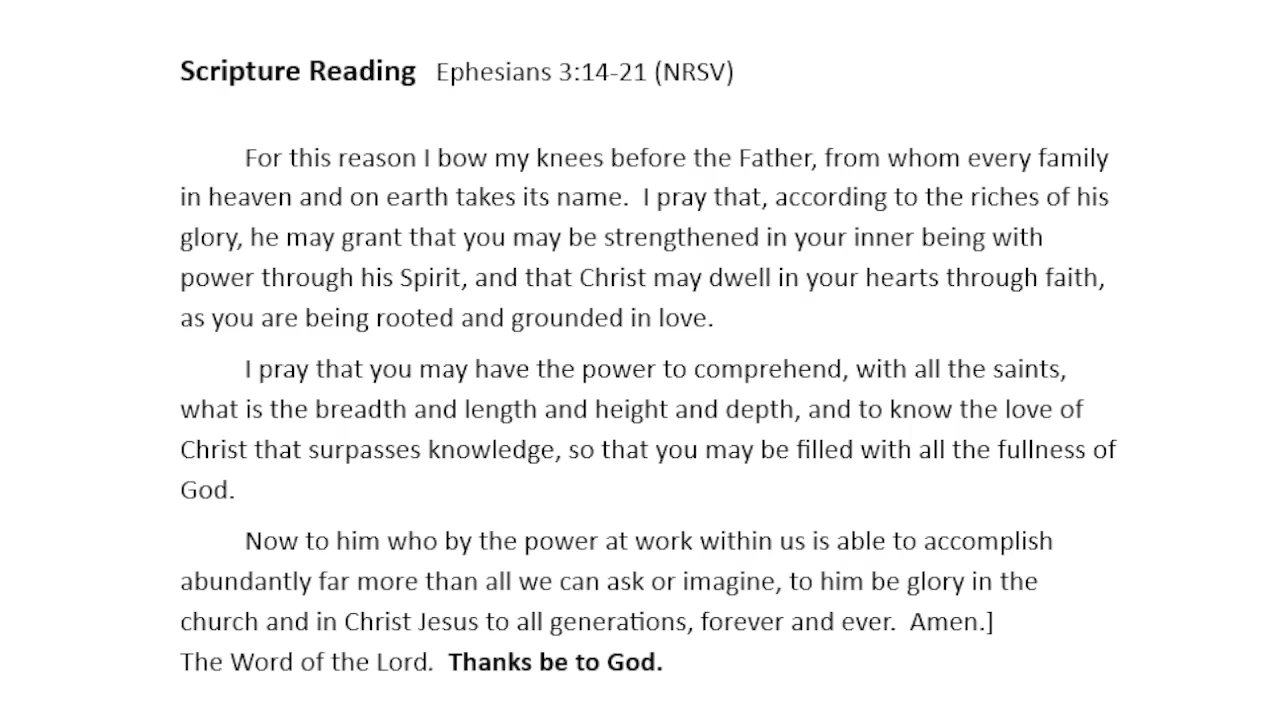 Scripture Reading Ephesians 3:14-21 (NRSV)
For this reason I bow my knees before the Father, from whom every family
in heaven and on earth takes its name. I pray that, according to the riches of his
glory, he may grant that you may be strengthened in your inner being with
power through his Spirit, and that Christ may dwell in your hearts through faith,
as you are being rooted and grounded in love.
I pray that you may have the power to comprehend, with all the saints,
what is the breadth and length and height and depth, and to know the love of
Christ that surpasses knowledge, so that you may be filled with all the fullness of
God.
Now to him who by the power at work within us is able to accomplish
abundantly far more than all we can ask or imagine, to him be glory in the
church and in Christ Jesus to all generations, forever and ever. Amen.]
The Word of the Lord. Thanks be to God.